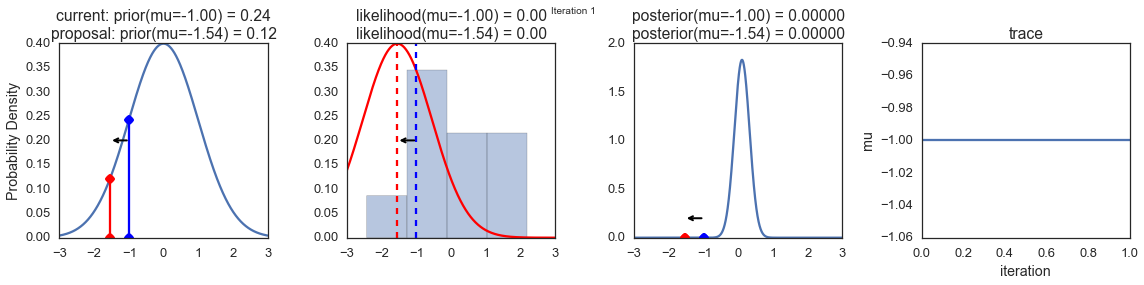 current: prior(mu=-1.00) = 0.24
proposal: prior(mu=-1.54) = 0.12
Probability Density
0.40
0.35
0.30
0.25
0.20
0.15
0.10
0.05
0.00
−3 −2 −1 0 1 2 3
Iteration 1
likelihood(mu=-1.00) = 0.00
likelihood(mu=-1.54) = 0.00
0.40
0.35
0.30
0.25
0.20
0.15
0.10
0.05
0.00
−3 −2 −1 0 1 2 3
posterior(mu=-1.00) = 0.00000
posterior(mu=-1.54) = 0.00000
2.0
1.5
1.0
0.5
0.0
−3 −2 −1 0 1 2 3
trace
mu
−0.94
−0.96
−0.98
−1.00
−1.02
−1.04
−1.06
0.0 0.2 0.4 0.6 0.8 1.0
iteration